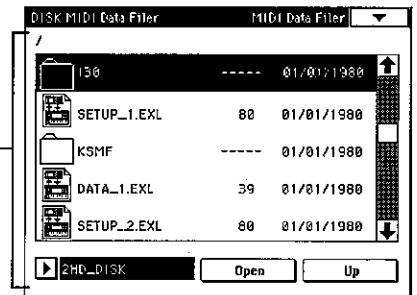 DISK MIDI Data Filer MIDI Data Filer
/
I30 ----- 01/01/1980
SETUP_1.EXL 80 01/01/1980
KSMF ----- 01/01/1980
DATA_1.EXL 39 01/01/1980
SETUP_2.EXL 80 01/01/1980
2HD_DISK Open Up